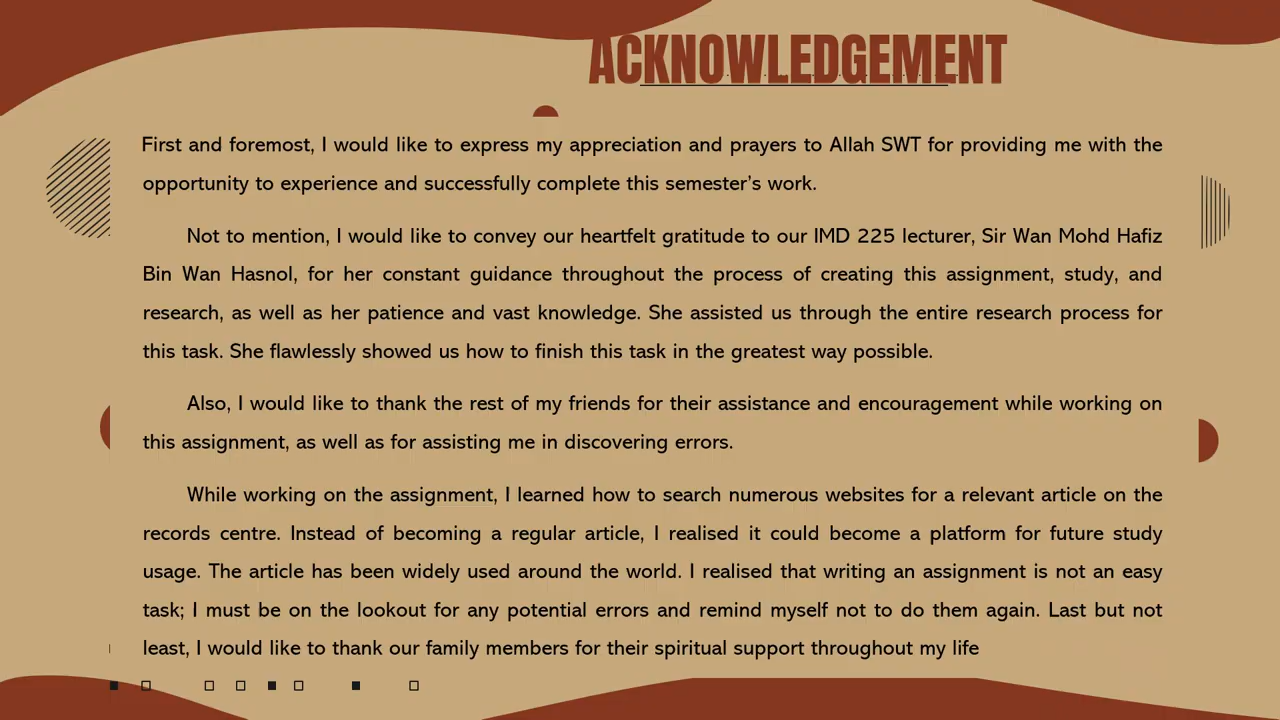 ACKNOWLEDGEMENT
First and foremost, I would like to express my appreciation and prayers to Allah SWT for providing me with the
opportunity to experience and successfully complete this semester’s work.
Not to mention, I would like to convey our heartfelt gratitude to our IMD 225 lecturer, Sir Wan Mohd Hafiz
Bin Wan Hasnol, for her constant guidance throughout the process of creating this assignment, study, and
research, as well as her patience and vast knowledge. She assisted us through the entire research process for
this task. She flawlessly showed us how to finish this task in the greatest way possible.
Also, I would like to thank the rest of my friends for their assistance and encouragement while working on
this assignment, as well as for assisting me in discovering errors.
While working on the assignment, I learned how to search numerous websites for a relevant article on the
records centre. Instead of becoming a regular article, I realised it could become a platform for future study
usage. The article has been widely used around the world. I realised that writing an assignment is not an easy
task; I must be on the lookout for any potential errors and remind myself not to do them again. Last but not
least, I would like to thank our family members for their spiritual support throughout my life